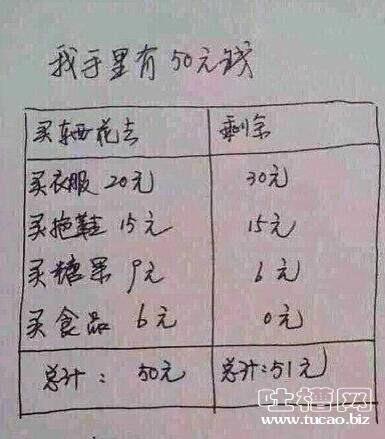 我手里有50元钱
买东西花去 剩余
买衣服 20元 30元
买拖鞋 15元 15元
买糖果 9元 6元
买食品 6元 0元
总计： 50元 总计:51元
吐槽网
www.tucao.biz